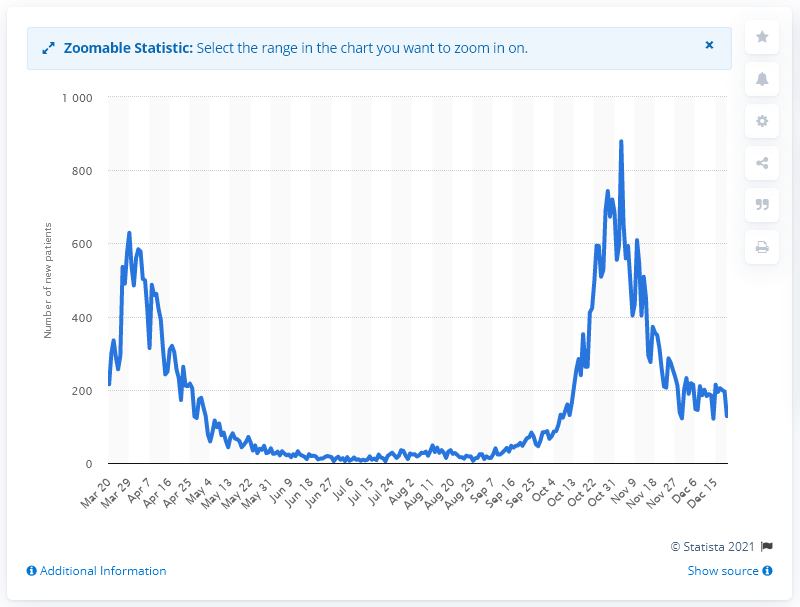 Zoomable Statistic: Select the range in the chart you want to zoom in on.
×
1 000
800
600
400
200
0
Number of new patients
Mar 20
Mar 29
Apr 7
Apr 16
Apr 25
May 4
May 13
May 22
May 31
Jun 9
Jun 18
Jun 27
Jul 6
Jul 15
Jul 24
Aug 2
Aug 11
Aug 20
Aug 29
Sep 7
Sep 16
Sep 25
Oct 4
Oct 13
Oct 22
Oct 31
Nov 9
Nov 18
Nov 27
Dec 6
Dec 15
© Statista 2021
Additional Information
Show source